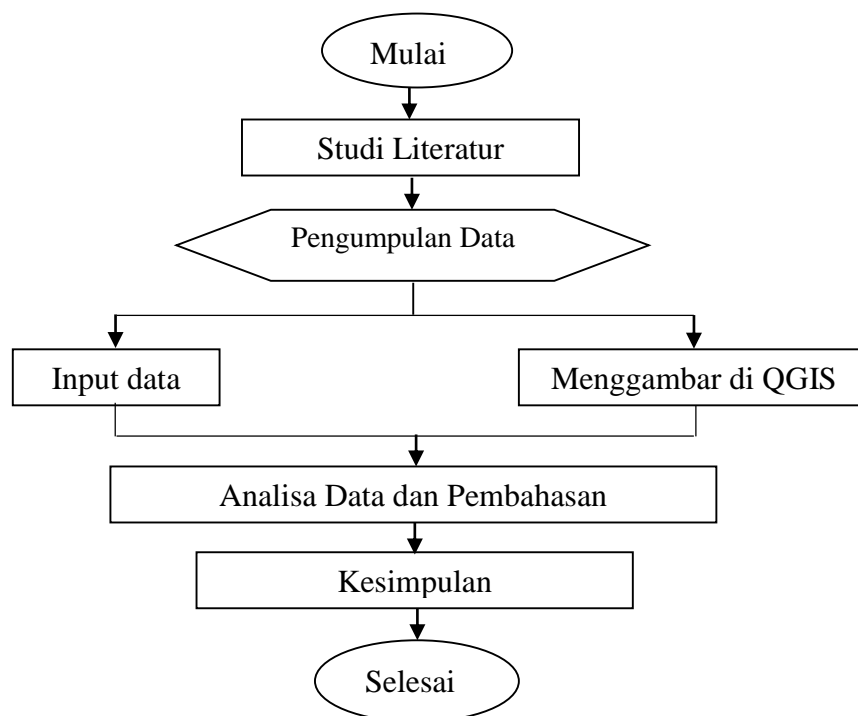 Mulai
Studi Literatur
Pengumpulan Data
Input data
Menggambar di QGIS
Analisa Data dan Pembahasan
Kesimpulan
Selesai